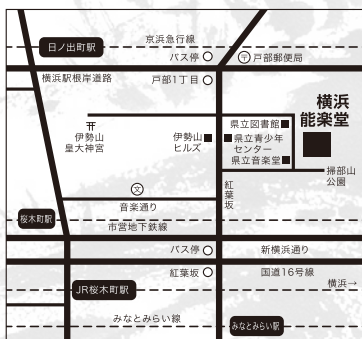 京浜急行線
日ノ出町駅
バス停
〒戸部郵便局
横浜駅根岸道路
戸部1丁目
横浜
能楽堂
県立図書館
伊勢山
皇大神宮
伊勢山
ヒルズ
県立青少年
センター
県立音楽堂
掃部山
公園
紅葉坂
文
音楽通り
桜木町駅
市営地下鉄線
バス停
新横浜通り
紅葉坂
国道16号線
横浜→
JR桜木町駅
みなとみらい線
みなとみらい駅